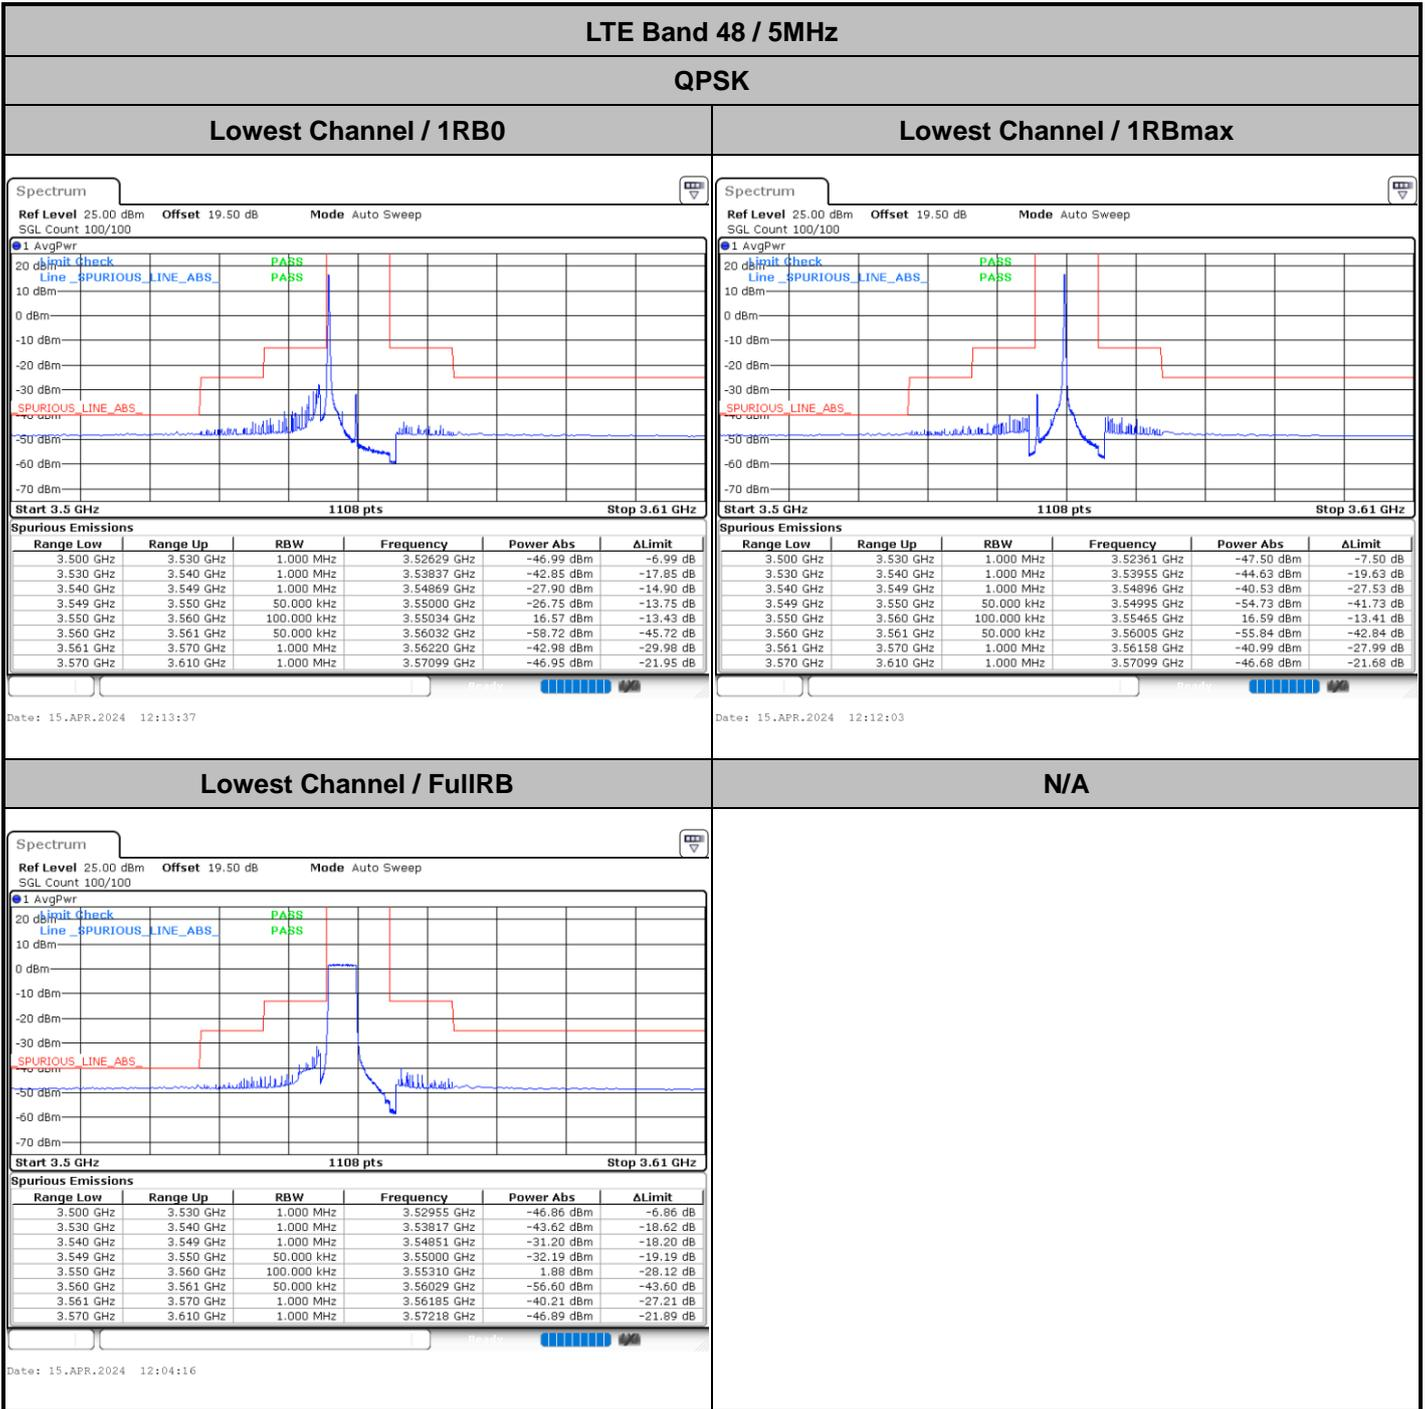 LTE Band 48 / 5MHz
QPSK
Lowest Channel / 1RB0
Lowest Channel / 1RBmax
Spectrum
Ref Level 25.00 dBm Offset 19.50 dB Mode Auto Sweep
SGL Count 100/100
1 AvgPwr
Limit Check PASS
20 dBm
Line _SPURIOUS_LINE_ABS_ PASS
10 dBm
0 dBm
-10 dBm
-20 dBm
-30 dBm
_SPURIOUS_LINE_ABS_
-40 dBm
-50 dBm
-60 dBm
-70 dBm
Start 3.5 GHz 1108 pts Stop 3.61 GHz
Spurious Emissions
Range Low Range Up RBW Frequency Power Abs ΔLimit
3.500 GHz 3.530 GHz 1.000 MHz 3.52629 GHz -46.99 dBm -6.99 dB
3.530 GHz 3.540 GHz 1.000 MHz 3.53837 GHz -42.85 dBm -17.85 dB
3.540 GHz 3.549 GHz 1.000 MHz 3.54869 GHz -27.90 dBm -14.90 dB
3.549 GHz 3.550 GHz 50.000 kHz 3.55000 GHz -26.75 dBm -13.75 dB
3.550 GHz 3.560 GHz 100.000 kHz 3.55034 GHz 16.57 dBm -13.43 dB
3.560 GHz 3.561 GHz 50.000 kHz 3.56032 GHz -58.72 dBm -45.72 dB
3.561 GHz 3.570 GHz 1.000 MHz 3.56220 GHz -42.98 dBm -29.98 dB
3.570 GHz 3.610 GHz 1.000 MHz 3.57099 GHz -46.95 dBm -21.95 dB
Date: 15.APR.2024 12:13:37
Spectrum
Ref Level 25.00 dBm Offset 19.50 dB Mode Auto Sweep
SGL Count 100/100
1 AvgPwr
Limit Check PASS
20 dBm
Line _SPURIOUS_LINE_ABS_ PASS
10 dBm
0 dBm
-10 dBm
-20 dBm
-30 dBm
_SPURIOUS_LINE_ABS_
-40 dBm
-50 dBm
-60 dBm
-70 dBm
Start 3.5 GHz 1108 pts Stop 3.61 GHz
Spurious Emissions
Range Low Range Up RBW Frequency Power Abs ΔLimit
3.500 GHz 3.530 GHz 1.000 MHz 3.52361 GHz -47.50 dBm -7.50 dB
3.530 GHz 3.540 GHz 1.000 MHz 3.53955 GHz -44.63 dBm -19.63 dB
3.540 GHz 3.549 GHz 1.000 MHz 3.54896 GHz -40.53 dBm -27.53 dB
3.549 GHz 3.550 GHz 50.000 kHz 3.54995 GHz -54.73 dBm -41.73 dB
3.550 GHz 3.560 GHz 100.000 kHz 3.55465 GHz 16.59 dBm -13.41 dB
3.560 GHz 3.561 GHz 50.000 kHz 3.56005 GHz -55.84 dBm -42.84 dB
3.561 GHz 3.570 GHz 1.000 MHz 3.56158 GHz -40.99 dBm -27.99 dB
3.570 GHz 3.610 GHz 1.000 MHz 3.57099 GHz -46.68 dBm -21.68 dB
Date: 15.APR.2024 12:12:03
Lowest Channel / FullRB
N/A
Spectrum
Ref Level 25.00 dBm Offset 19.50 dB Mode Auto Sweep
SGL Count 100/100
1 AvgPwr
Limit Check PASS
20 dBm
Line _SPURIOUS_LINE_ABS_ PASS
10 dBm
0 dBm
-10 dBm
-20 dBm
-30 dBm
_SPURIOUS_LINE_ABS_
-40 dBm
-50 dBm
-60 dBm
-70 dBm
Start 3.5 GHz 1108 pts Stop 3.61 GHz
Spurious Emissions
Range Low Range Up RBW Frequency Power Abs ΔLimit
3.500 GHz 3.530 GHz 1.000 MHz 3.52955 GHz -46.86 dBm -6.86 dB
3.530 GHz 3.540 GHz 1.000 MHz 3.53817 GHz -43.62 dBm -18.62 dB
3.540 GHz 3.549 GHz 1.000 MHz 3.54851 GHz -31.20 dBm -18.20 dB
3.549 GHz 3.550 GHz 50.000 kHz 3.55000 GHz -32.19 dBm -19.19 dB
3.550 GHz 3.560 GHz 100.000 kHz 3.55310 GHz 1.88 dBm -28.12 dB
3.560 GHz 3.561 GHz 50.000 kHz 3.56029 GHz -56.60 dBm -43.60 dB
3.561 GHz 3.570 GHz 1.000 MHz 3.56185 GHz -40.21 dBm -27.21 dB
3.570 GHz 3.610 GHz 1.000 MHz 3.57218 GHz -46.89 dBm -21.89 dB
Date: 15.APR.2024 12:04:16